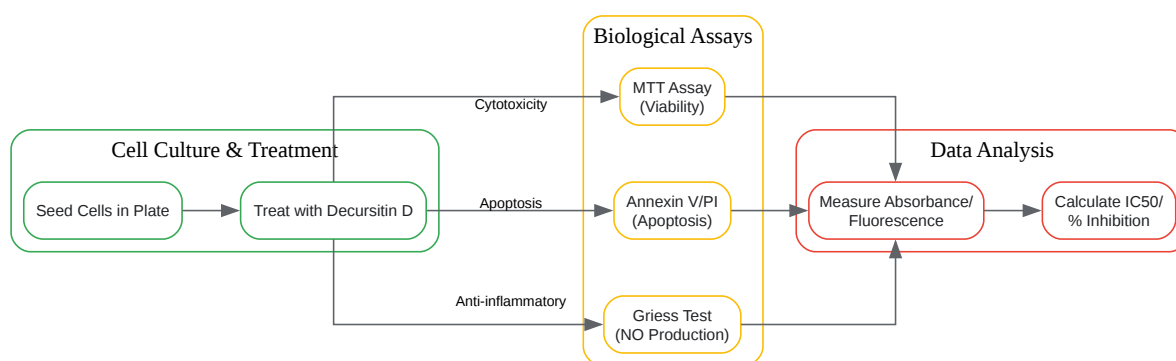 Biological Assays
MTT Assay
(Viability)
Cytotoxicity
Cell Culture & Treatment
Data Analysis
Seed Cells in Plate
Treat with Decursitin D
Apoptosis
Annexin V/PI
(Apoptosis)
Measure Absorbance/
Fluorescence
Calculate IC50/
% Inhibition
Anti-inflammatory
Griess Test
(NO Production)